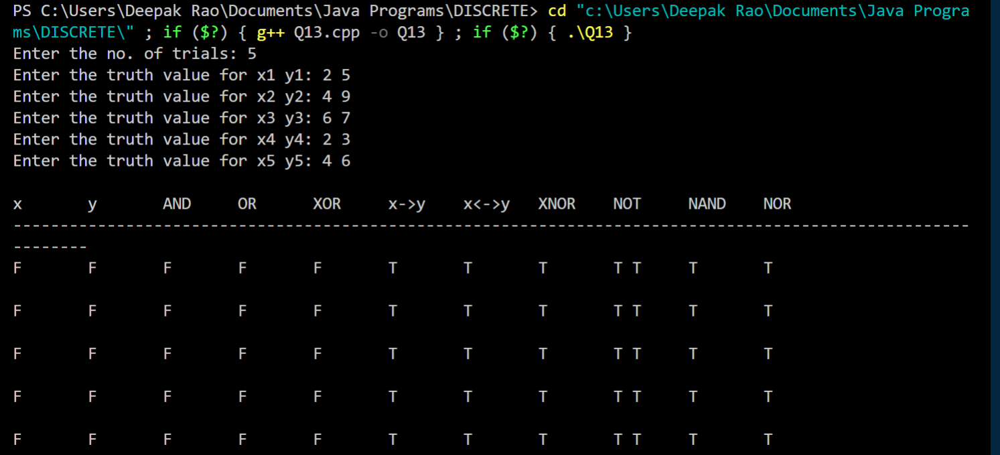 PS C:\Users\Deepak Rao\Documents\Java Programs\DISCRETE> cd "c:\Users\Deepak Rao\Documents\Java Progra
ms\DISCRETE\" ; if ($?) { g++ Q13.cpp -o Q13 } ; if ($?) { .\Q13 }
Enter the no. of trials: 5
Enter the truth value for x1 y1: 2 5
Enter the truth value for x2 y2: 4 9
Enter the truth value for x3 y3: 6 7
Enter the truth value for x4 y4: 2 3
Enter the truth value for x5 y5: 4 6
x y AND OR XOR x->y x<->y XNOR NOT NAND NOR
------------------------------------------------------------------------------------------------------
--------
F F F F F T T T T T T T
F F F F F T T T T T T T
F F F F F T T T T T T T
F F F F F T T T T T T T
F F F F F T T T T T T T